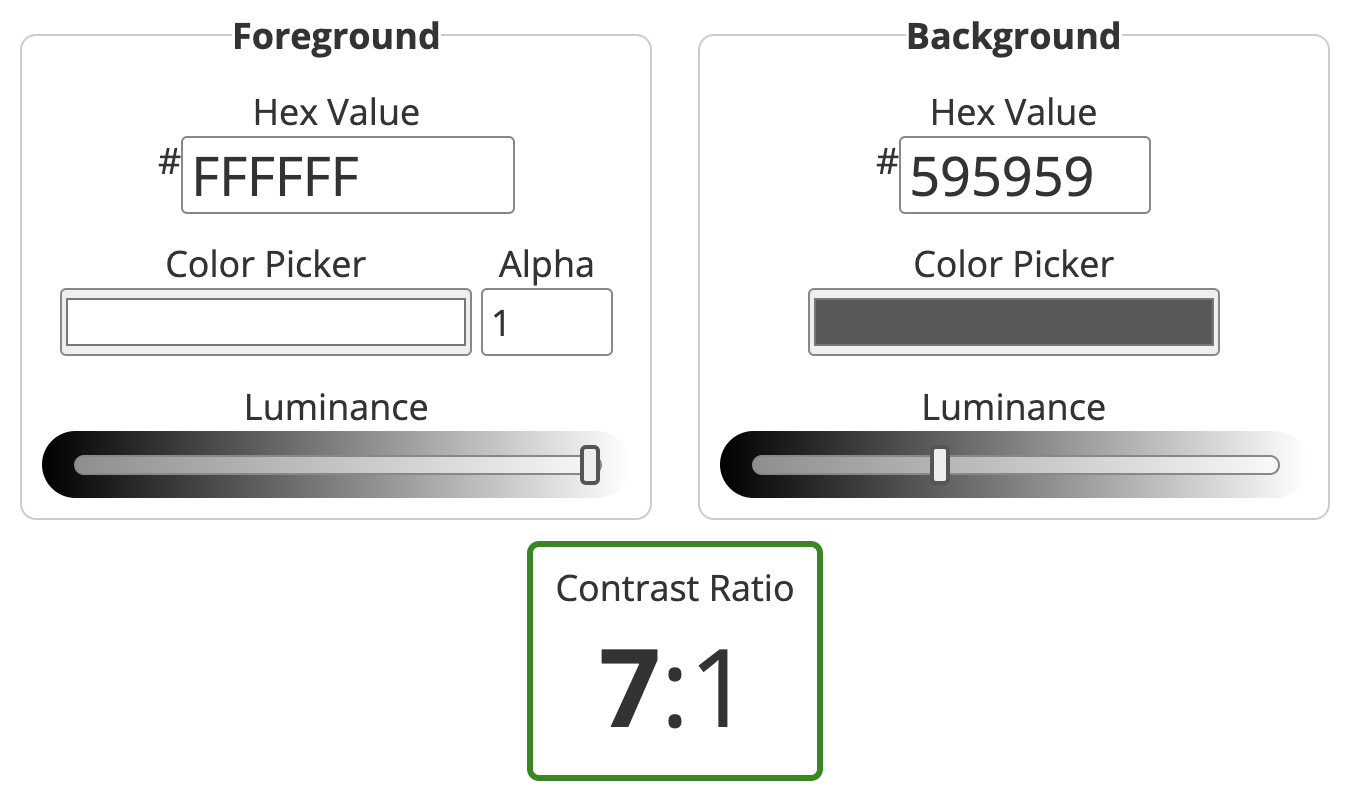 Foreground
Hex Value
#FFFFFF
Color Picker Alpha
1
Luminance
Background
Hex Value
#595959
Color Picker
Luminance
Contrast Ratio
7:1